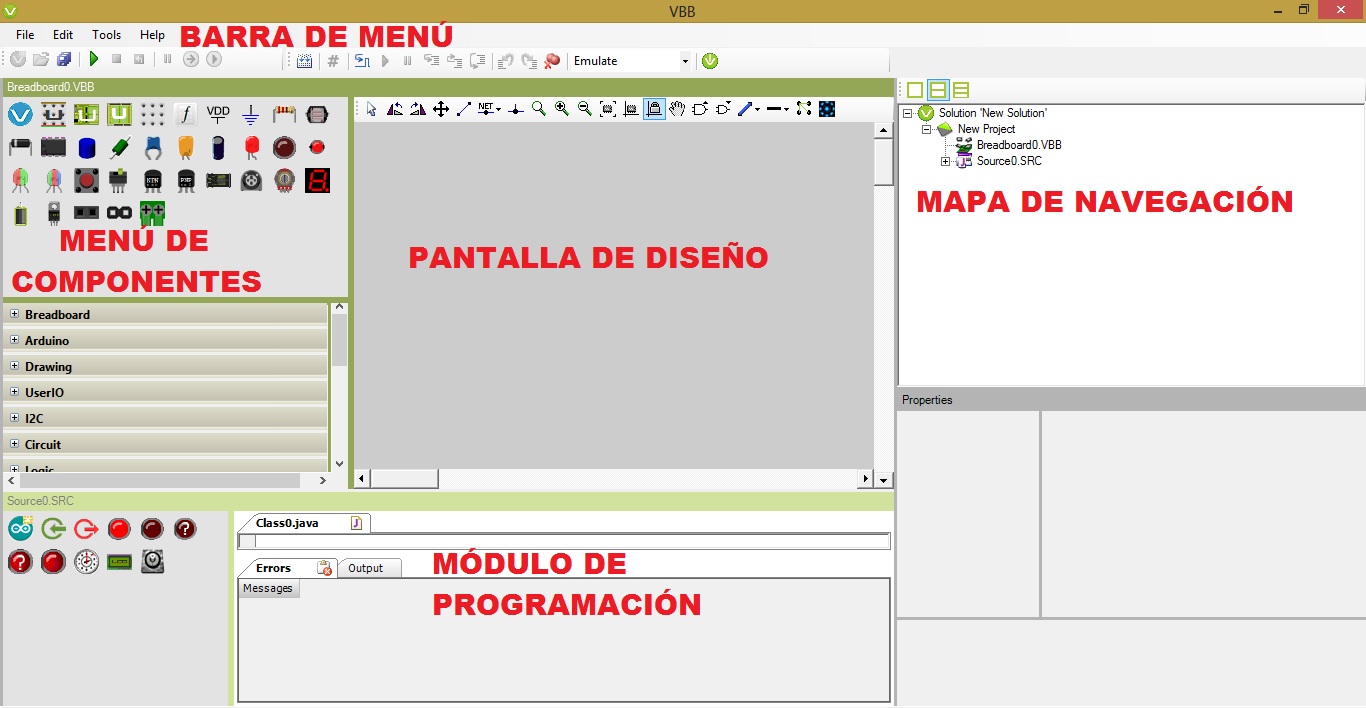 VBB
File Edit Tools Help BARRA DE MENÚ
# Emulate
Breadboard0.VBB
f VDD
NET
Solution 'New Solution'
New Project
Breadboard0.VBB
Source0.SRC
MAPA DE NAVEGACIÓN
MENÚ DE
COMPONENTES
PANTALLA DE DISEÑO
Breadboard
Arduino
Drawing
UserIO
I2C
Circuit
Logic
Properties
Source0.SRC
Class0.java J
Errors Output
Messages
MÓDULO DE
PROGRAMACIÓN